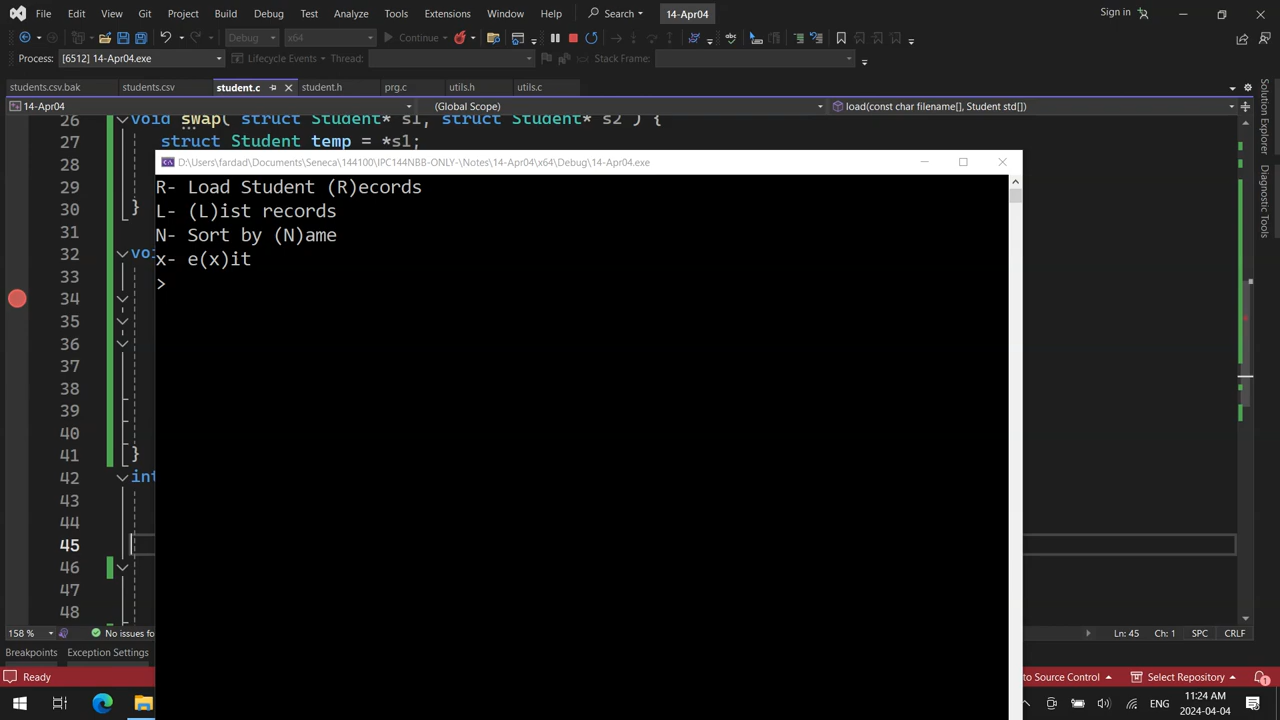 File Edit View Git Project Build Debug Test Analyze Tools Extensions Window Help Search 14-Apr04 Sign in
Debug x64 Continue
Process: [6512] 14-Apr04.exe Lifecycle Events Thread: Stack Frame:
students.csv.bak students.csv student.c student.h prg.c utils.h utils.c
14-Apr04 (Global Scope) load(const char filename[], Student std[])
26 void swap( struct Student* s1, struct Student* s2 ) {
27 struct Student temp = *s1;
28
29
30 }
31
32 voi
33
34
35
36
37
38
39
40
41 }
42 int
43
44
45
46
47
48
D:\Users\fardad\Documents\Seneca\144100\IPC144NBB-ONLY-\Notes\14-Apr04\x64\Debug\14-Apr04.exe
R- Load Student (R)ecords
L- (L)ist records
N- Sort by (N)ame
x- e(x)it
>
Solution Explorer
Diagnostic Tools
158 % No issues fo Ln: 45 Ch: 1 SPC CRLF
Breakpoints Exception Settings
Ready to Source Control Select Repository 1
ENG 11:24 AM
2024-04-04